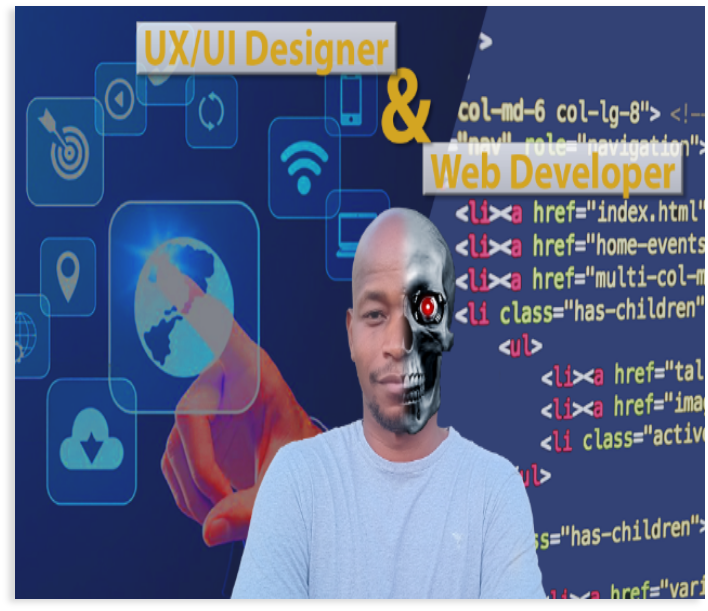 UX/UI Designer
&
Web Developer
>
col-md-6 col-lg-8"> <!--
"nav" role="navigation">
<li><a href="index.html"
<li><a href="home-events
<li><a href="multi-col-m
<li class="has-children"
<ul>
<li><a href="tal
<li><a href="imag
<li class="active
ul>
ss="has-children">
<li><a href="vari